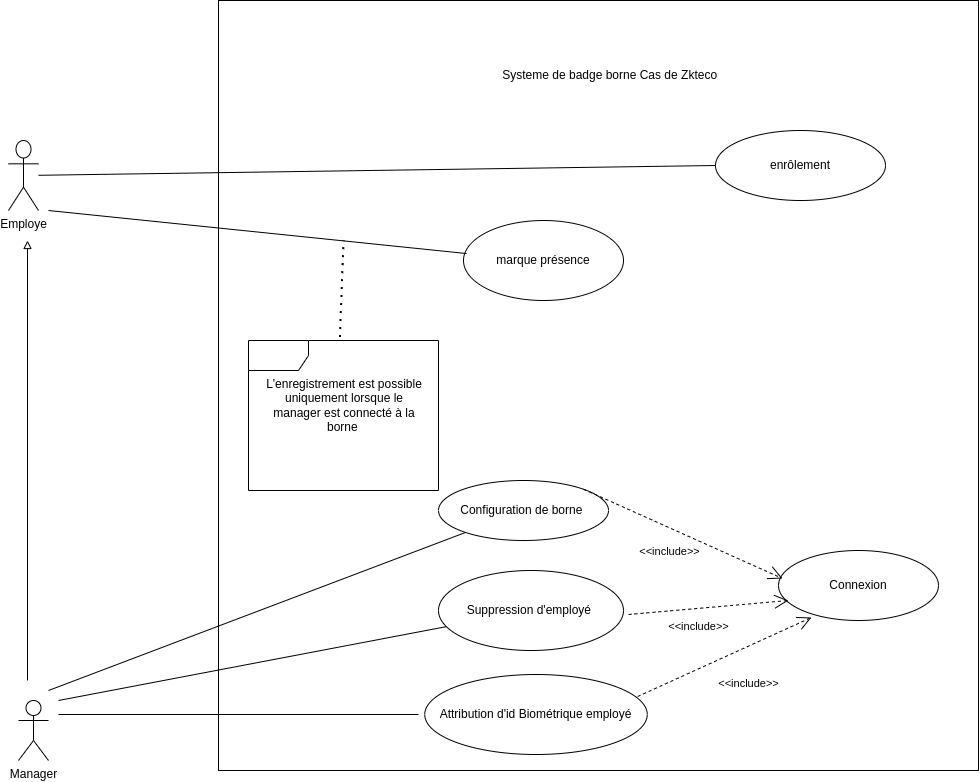 Systeme de badge borne Cas de Zkteco
enrôlement
Employe
marque présence
L'enregistrement est possible
uniquement lorsque le
manager est connecté à la
borne
Configuration de borne
<<include>>
Connexion
Suppression d'employé
<<include>>
<<include>>
Attribution d'id Biométrique employé
Manager